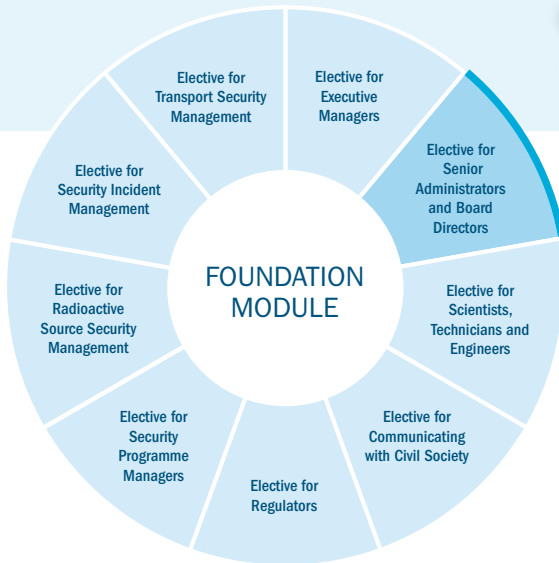 FOUNDATION
MODULE
Elective for
Executive
Managers
Elective for
Senior
Administrators
and Board
Directors
Elective for
Scientists,
Technicians and
Engineers
Elective for
Communicating
with Civil Society
Elective for
Regulators
Elective for
Security
Programme
Managers
Elective for
Radioactive
Source Security
Management
Elective for
Security Incident
Management
Elective for
Transport Security
Management